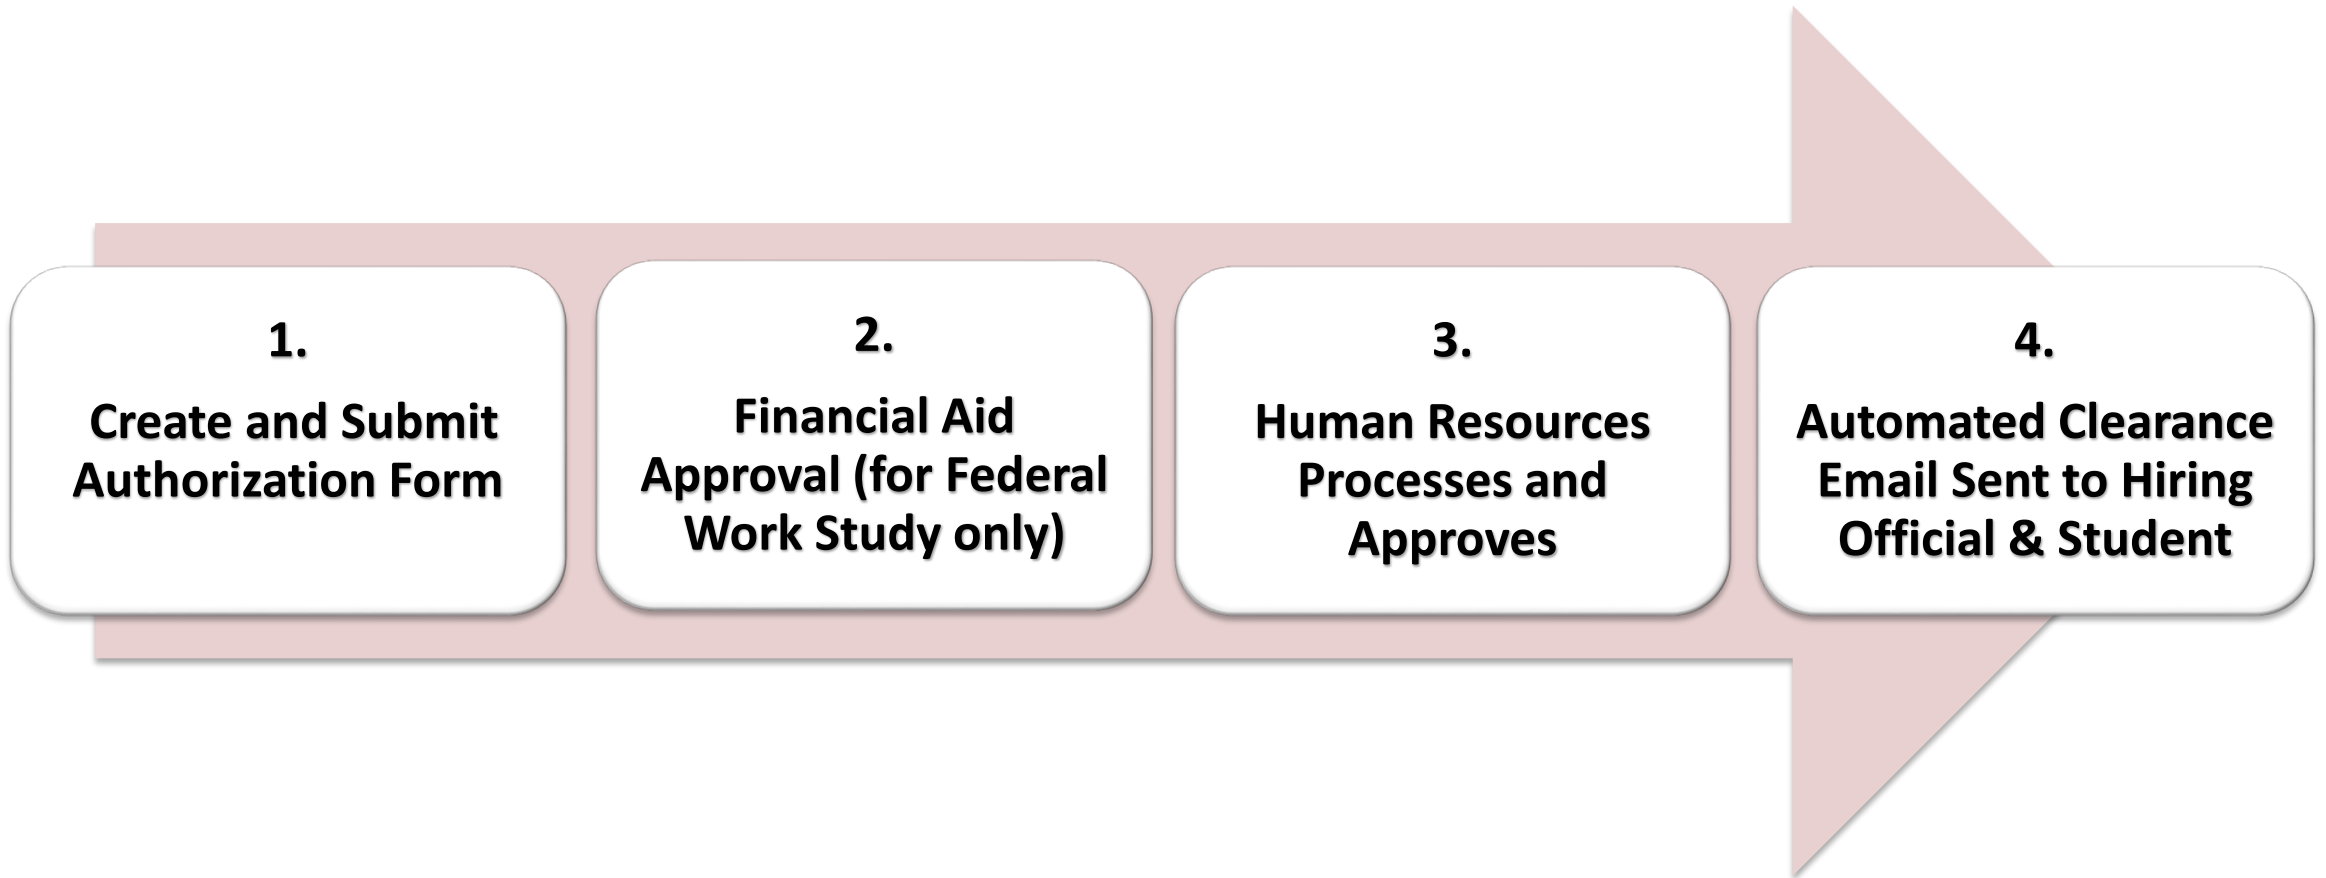 1.
Create and Submit
Authorization Form
2.
Financial Aid
Approval (for Federal
Work Study only)
3.
Human Resources
Processes and
Approves
4.
Automated Clearance
Email Sent to Hiring
Official & Student